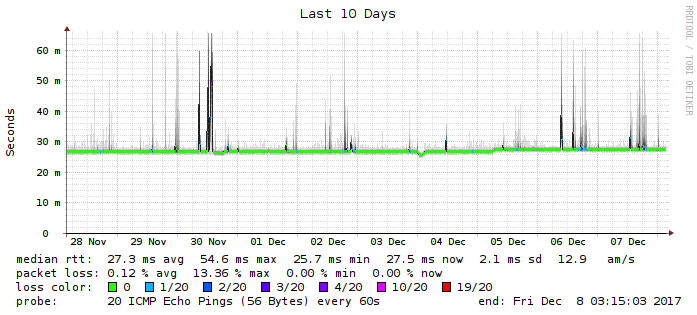 Last 10 Days
RRDTOOL / TOBI OETIKER
Seconds
60 m
50 m
40 m
30 m
20 m
10 m
0
28 Nov 29 Nov 30 Nov 01 Dec 02 Dec 03 Dec 04 Dec 05 Dec 06 Dec 07 Dec
median rtt: 27.3 ms avg 54.6 ms max 25.7 ms min 27.5 ms now 2.1 ms sd 12.9 am/s
packet loss: 0.12 % avg 13.36 % max 0.00 % min 0.00 % now
loss color: 0 1/20 2/20 3/20 4/20 10/20 19/20
probe: 20 ICMP Echo Pings (56 Bytes) every 60s end: Fri Dec 8 03:15:03 2017